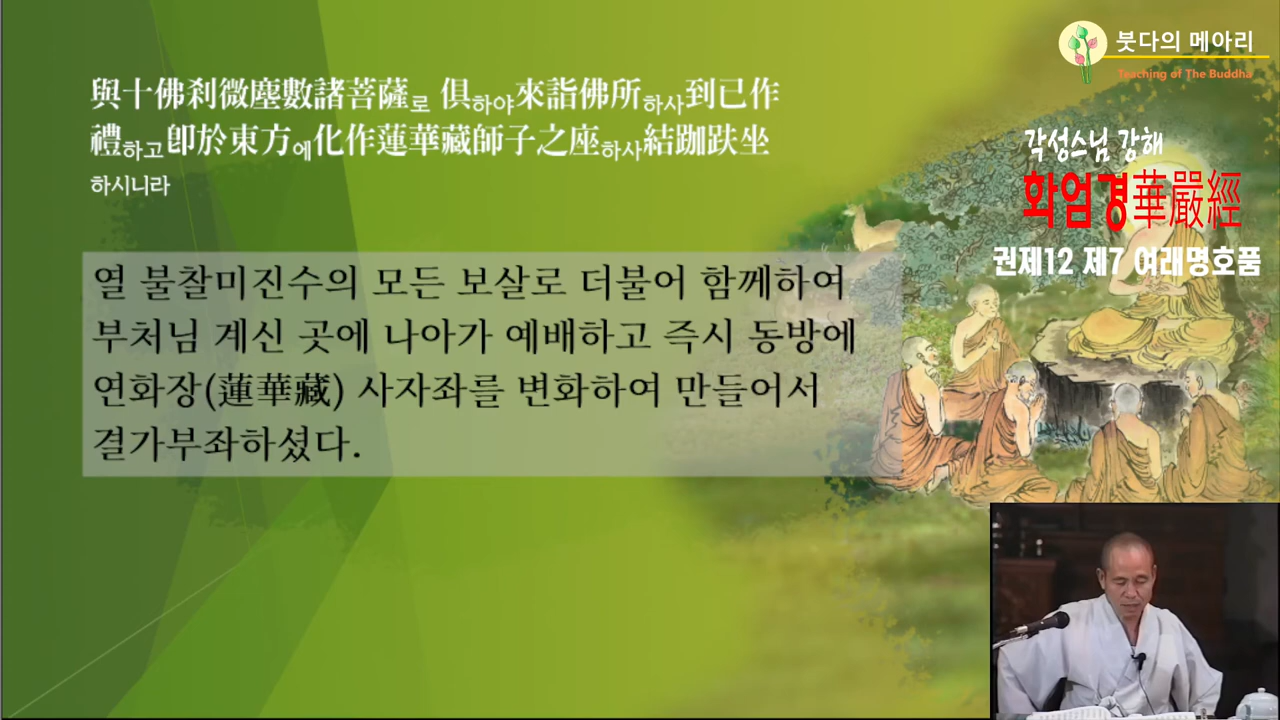 與十佛刹微塵數諸菩薩로 俱하야來詣佛所하사到已作
禮하고卽於東方에化作蓮華藏師子之座하사結跏趺坐
하시니라
열 불찰미진수의 모든 보살로 더불어 함께하여
부처님 계신 곳에 나아가 예배하고 즉시 동방에
연화장(蓮華藏) 사자좌를 변화하여 만들어서
결가부좌하셨다.
붓다의 메아리
Teaching of The Buddha
각성스님 강해
화엄경華嚴經
권제12 제7 여래명호품